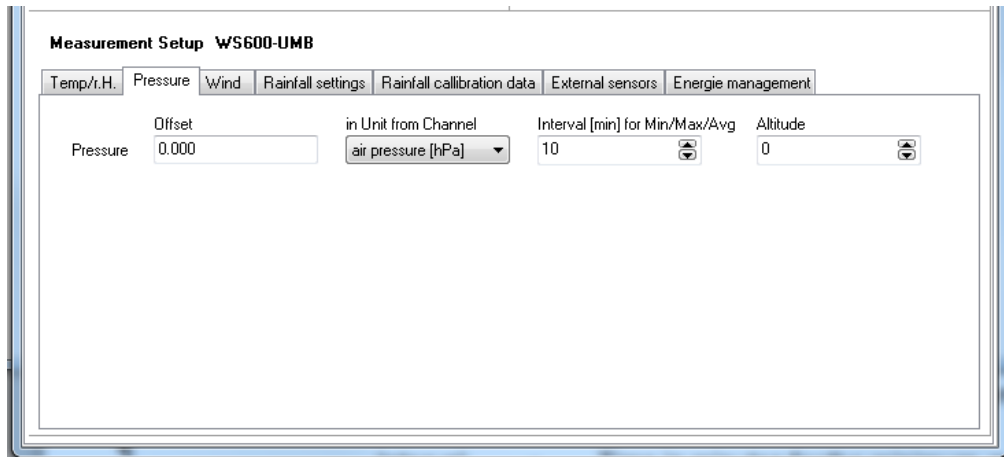 Measurement Setup WS600-UMB
Temp/r.H. Pressure Wind Rainfall settings Rainfall callibration data External sensors Energie management
Offset in Unit from Channel Interval [min] for Min/Max/Avg Altitude
Pressure 0.000 air pressure [hPa] 10 0